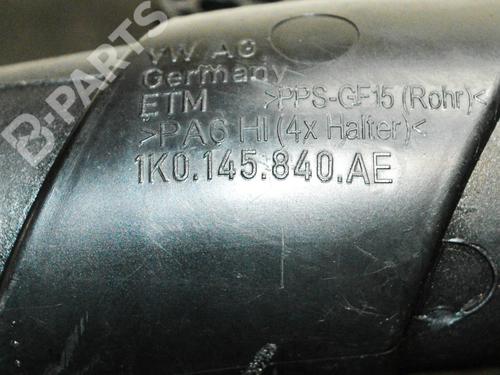 VW AG
Germany
ETM >PPS-GF15 (Rohr)<
>PA6 HI (4x Halter)<
1K0.145.840.AE
B-PARTS